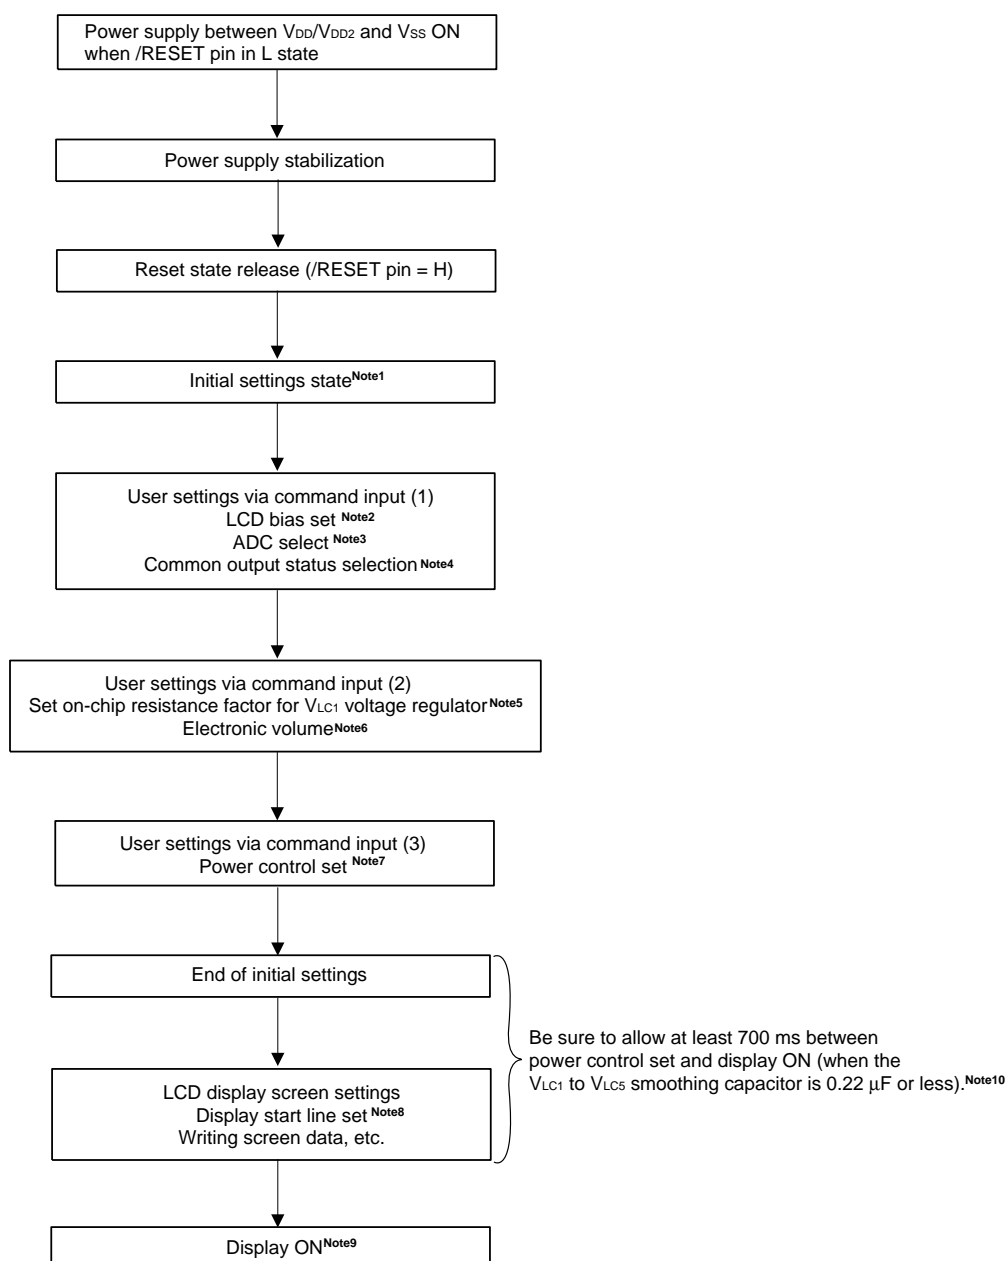 Power supply between VDD/VDD2 and VSS ON
when /RESET pin in L state
Power supply stabilization
Reset state release (/RESET pin = H)
Initial settings stateNote1
User settings via command input (1)
LCD bias set Note2
ADC select Note3
Common output status selection Note4
User settings via command input (2)
Set on-chip resistance factor for VLC1 voltage regulatorNote5
Electronic volumeNote6
User settings via command input (3)
Power control set Note7
End of initial settings
Be sure to allow at least 700 ms between
power control set and display ON (when the
VLC1 to VLC5 smoothing capacitor is 0.22 μF or less).Note10
LCD display screen settings
Display start line set Note8
Writing screen data, etc.
Display ONNote9